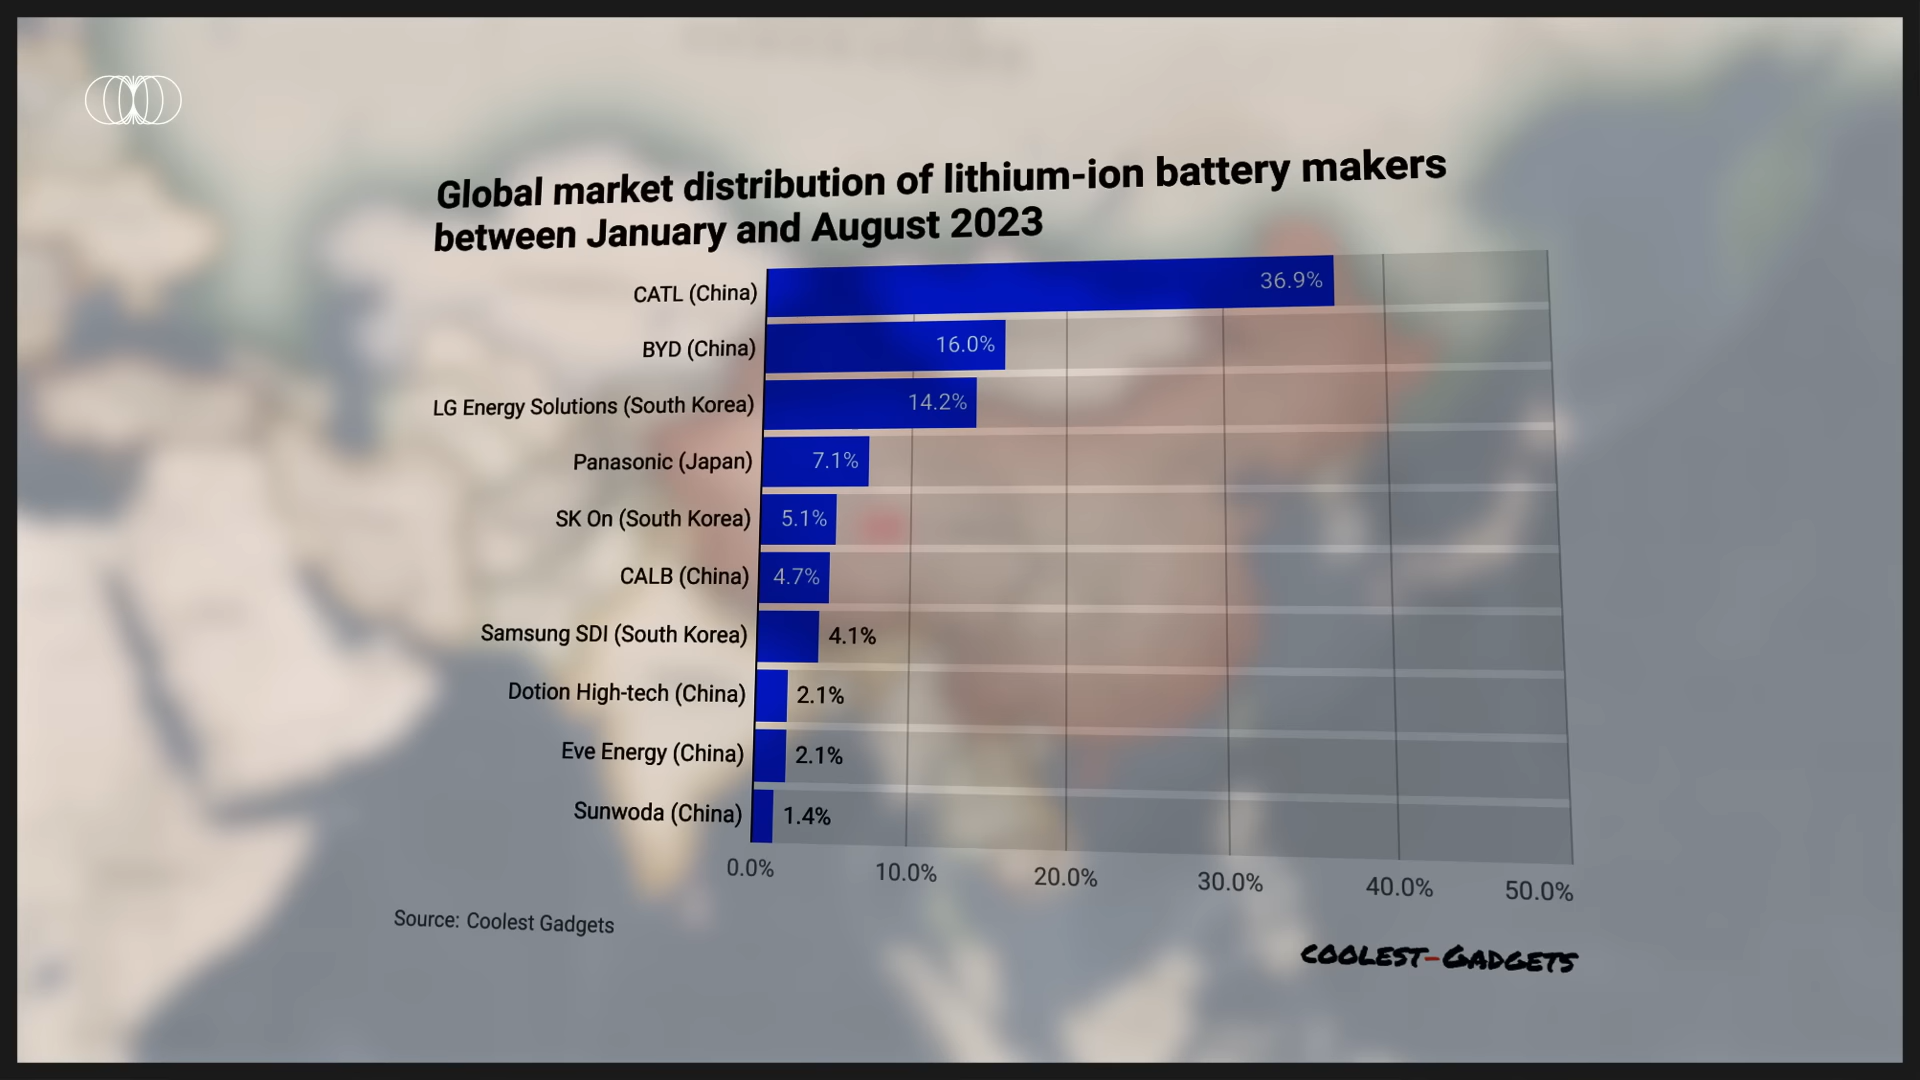 Global market distribution of lithium-ion battery makers
between January and August 2023
CATL (China) 36.9%
BYD (China) 16.0%
LG Energy Solutions (South Korea) 14.2%
Panasonic (Japan) 7.1%
SK On (South Korea) 5.1%
CALB (China) 4.7%
Samsung SDI (South Korea) 4.1%
Dotion High-tech (China) 2.1%
Eve Energy (China) 2.1%
Sunwoda (China) 1.4%
0.0% 10.0% 20.0% 30.0% 40.0% 50.0%
Source: Coolest Gadgets
COOLEST-GADGETS